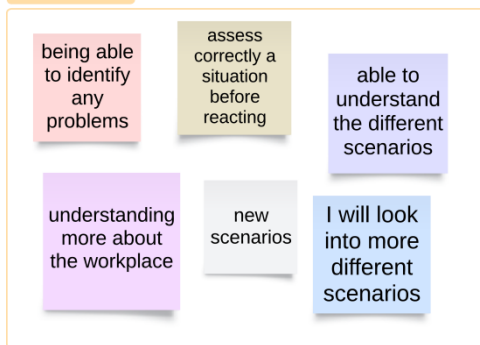 being able
to identify
any
problems
assess
correctly a
situation
before
reacting
able to
understand
the different
scenarios
understanding
more about
the workplace
new
scenarios
I will look
into more
different
scenarios